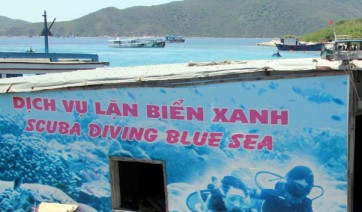 DỊCH VỤ LẶN BIỂN XANH
SCUBA DIVING BLUE SEA